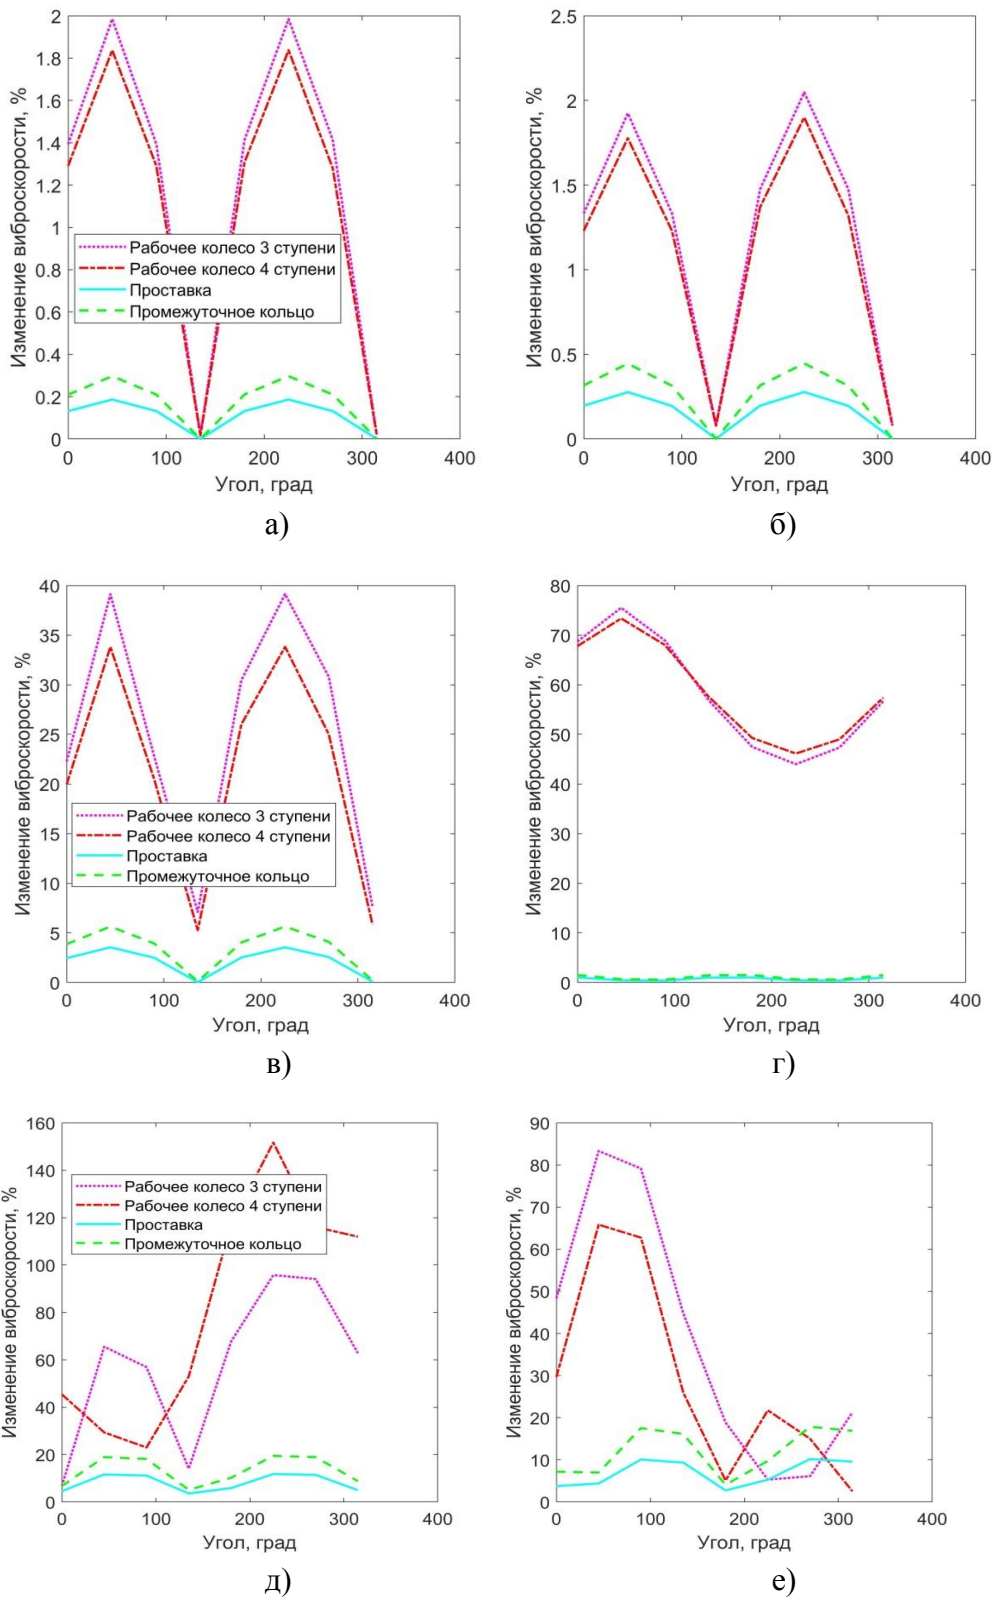 Изменение виброскорости, %
2
1.8
1.6
1.4
1.2
1
0.8
0.6
0.4
0.2
0
Рабочее колесо 3 ступени
Рабочее колесо 4 ступени
Проставка
Промежуточное кольцо
0 100 200 300 400
Угол, град
а)
Изменение виброскорости, %
2.5
2
1.5
1
0.5
0
0 100 200 300 400
Угол, град
б)
Изменение виброскорости, %
40
35
30
25
20
15
10
5
0
Рабочее колесо 3 ступени
Рабочее колесо 4 ступени
Проставка
Промежуточное кольцо
0 100 200 300 400
Угол, град
в)
Изменение виброскорости, %
80
70
60
50
40
30
20
10
0
0 100 200 300 400
Угол, град
г)
Изменение виброскорости, %
160
140
120
100
80
60
40
20
0
Рабочее колесо 3 ступени
Рабочее колесо 4 ступени
Проставка
Промежуточное кольцо
0 100 200 300 400
Угол, град
д)
Изменение виброскорости, %
90
80
70
60
50
40
30
20
10
0
0 100 200 300 400
Угол, град
е)